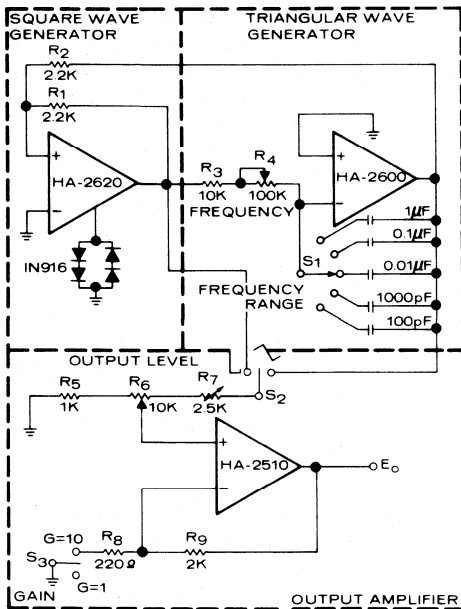 SQUARE WAVE
GENERATOR
TRIANGULAR WAVE
GENERATOR
R2
2.2K
R1
2.2K
+
HA-2620
−
IN916
R3
10K
R4
100K
FREQUENCY
+
HA-2600
−
1µF
0.1µF
S1
0.01µF
FREQUENCY
RANGE
1000pF
100pF
OUTPUT LEVEL
R5
1K
R6
10K
R7
2.5K
S2
+
HA-2510
−
Eo
G=10
S3
G=1
R8
220Ω
R9
2K
GAIN
OUTPUT AMPLIFIER